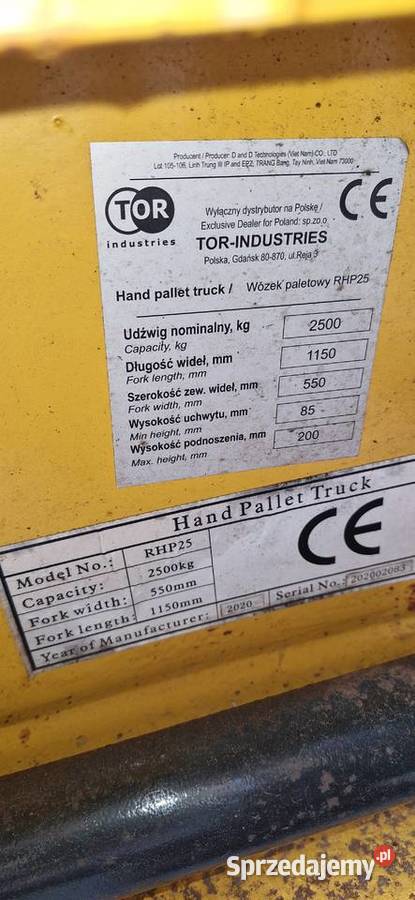 Producent / Producer D and D Technologies (Viet Nam) CO., LTD
Lot 105-106, Linh Trung III IP and EPZ, TRANG Bang, Tay Ninh, Viet Nam 73000
TOR
industries
Wyłączny dystrybutor na Polskę /
Exclusive Dealer for Poland: sp.zo.o
CE
TOR-INDUSTRIES
Polska, Gdańsk 80-870, ul.Reja 3
Hand pallet truck / Wózek paletowy RHP25
Udźwig nominalny, kg 2500
Capacity, kg
Długość wideł, mm 1150
Fork length, mm
Szerokość zew. wideł, mm 550
Fork width, mm
Wysokość uchwytu, mm 85
Min height, mm
Wysokość podnoszenia, mm 200
Max. height, mm
Hand Pallet Truck
CE
Model No.: RHP25
Capacity: 2500kg
Fork width: 550mm
Fork length: 1150mm
Year of Manufacturer: 2020 Serial No.: 202002083
Sprzedajemy.pl